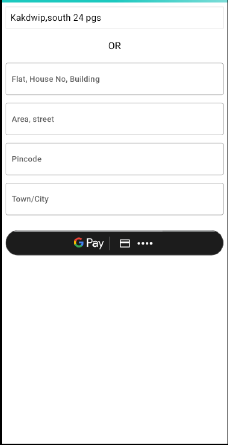 Kakdwip,south 24 pgs
OR
Flat, House No, Building
Area, street
Pincode
Town/City
G Pay ••••